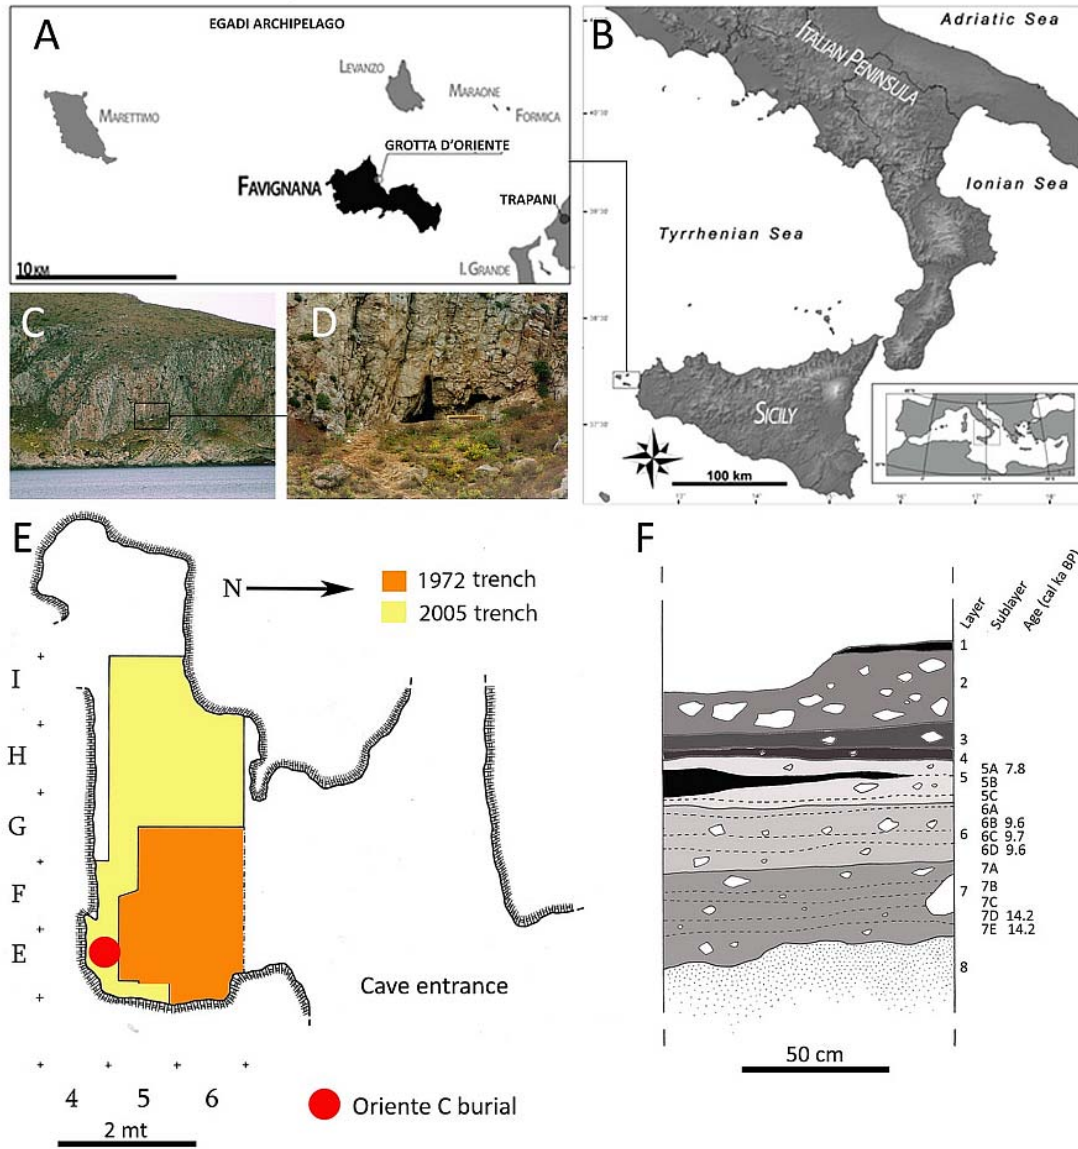 A
EGADI ARCHIPELAGO
LEVANZO
MARAONE
FORMICA
MARETTIMO
GROTTA D'ORIENTE
FAVIGNANA
TRAPANI
I. GRANDE
10 KM
B
Adriatic Sea
ITALIAN PENINSULA
Ionian Sea
Tyrrhenian Sea
SICILY
100 km
C
D
E
N
1972 trench
2005 trench
I
H
G
F
E
Cave entrance
4 5 6
2 mt
Oriente C burial
F
Layer Sublayer Age (cal ka BP)
1
2
3
4
5A 7.8
5
5B
5C
6A
6B 9.6
6 6C 9.7
6D 9.6
7A
7B
7
7C
7D 14.2
7E 14.2
8
50 cm